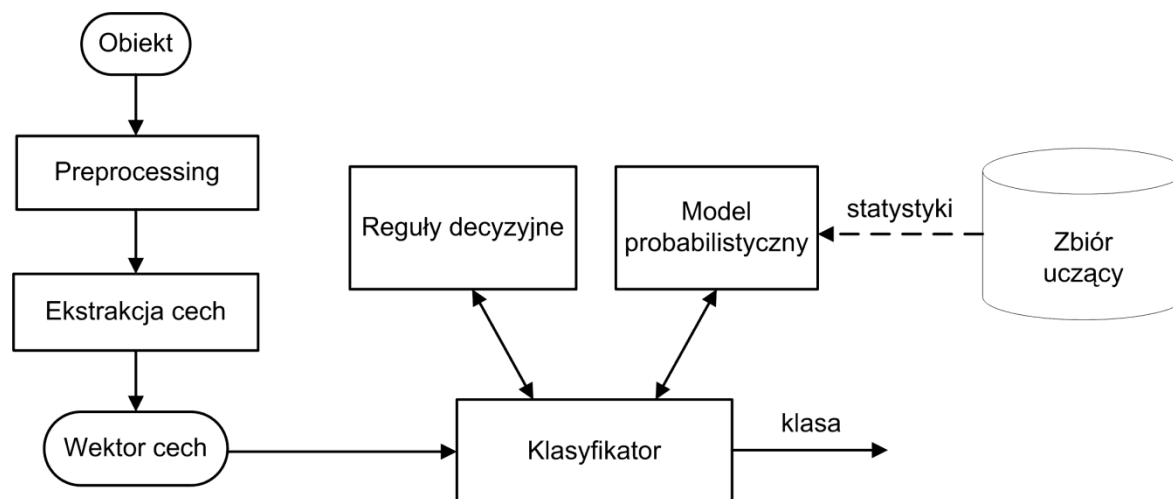 Obiekt
Preprocessing
Ekstrakcja cech
Wektor cech
Reguły decyzyjne
Model
probabilistyczny
statystyki
Zbiór
uczący
Klasyfikator
klasa